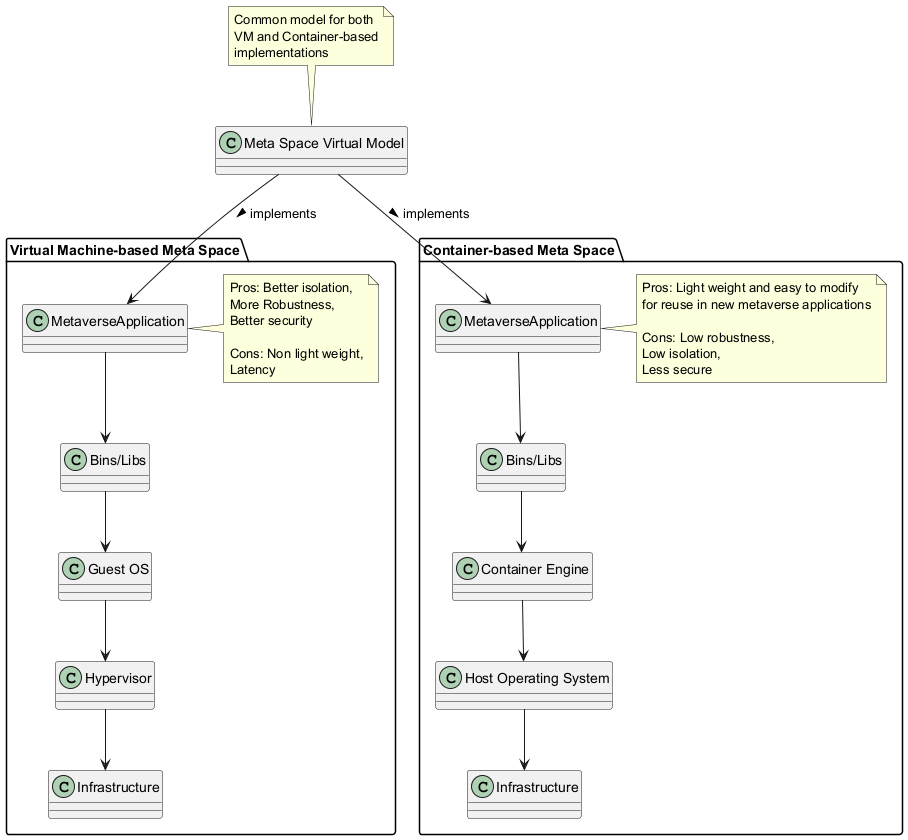 Common model for both
VM and Container-based
implementations
C Meta Space Virtual Model
implements
implements
Virtual Machine-based Meta Space
C MetaverseApplication
Pros: Better isolation,
More Robustness,
Better security
Cons: Non light weight,
Latency
C Bins/Libs
C Guest OS
C Hypervisor
C Infrastructure
Container-based Meta Space
C MetaverseApplication
Pros: Light weight and easy to modify
for reuse in new metaverse applications
Cons: Low robustness,
Low isolation,
Less secure
C Bins/Libs
C Container Engine
C Host Operating System
C Infrastructure